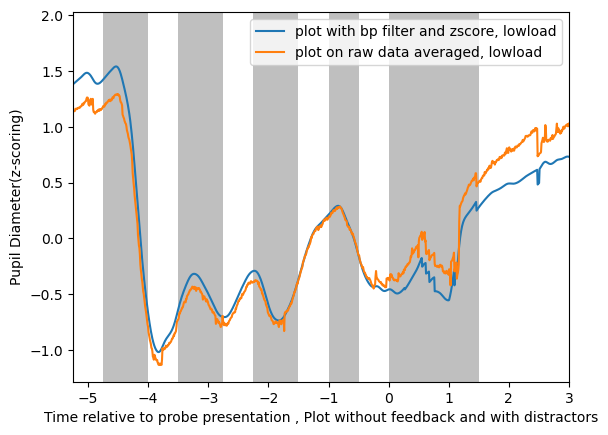 plot with bp filter and zscore, lowload
plot on raw data averaged, lowload
Pupil Diameter(z-scoring)
2.0
1.5
1.0
0.5
0.0
−0.5
−1.0
−5 −4 −3 −2 −1 0 1 2 3
Time relative to probe presentation , Plot without feedback and with distractors